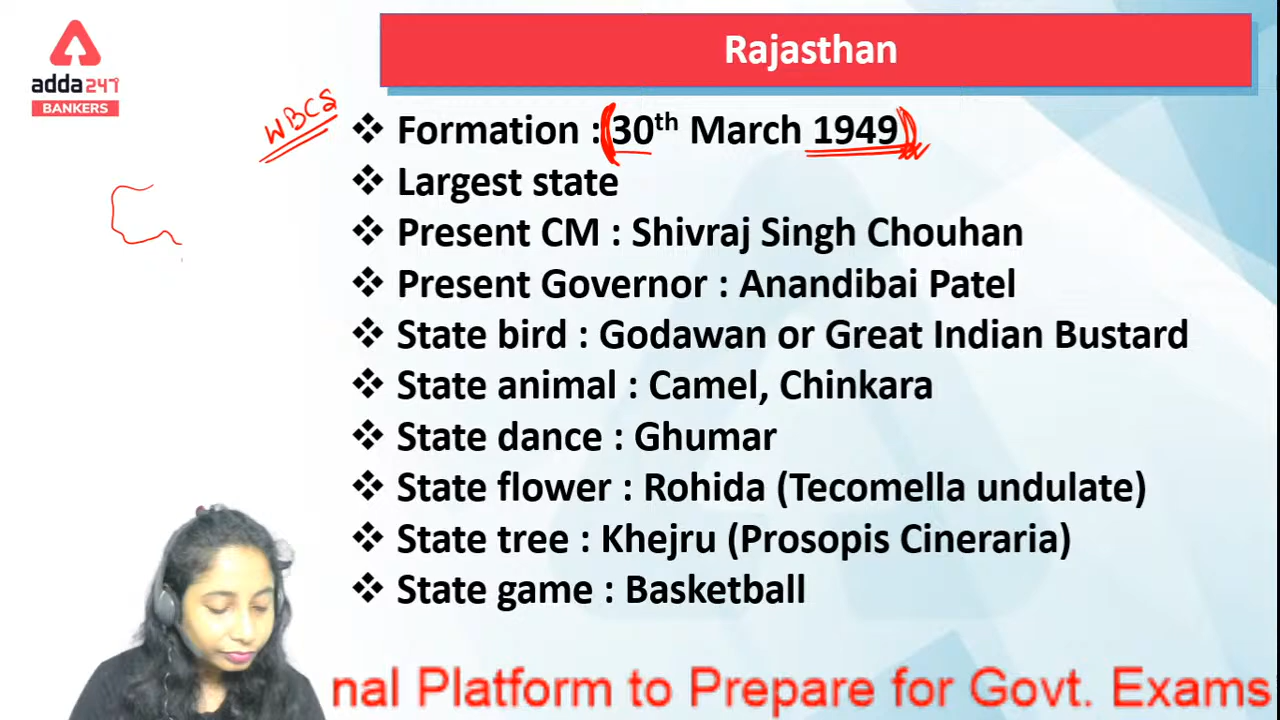 adda247
BANKERS
Rajasthan
WBCS
❖ Formation : (30th March 1949)
❖ Largest state
❖ Present CM : Shivraj Singh Chouhan
❖ Present Governor : Anandibai Patel
❖ State bird : Godawan or Great Indian Bustard
❖ State animal : Camel, Chinkara
❖ State dance : Ghumar
❖ State flower : Rohida (Tecomella undulate)
❖ State tree : Khejru (Prosopis Cineraria)
❖ State game : Basketball
nal Platform to Prepare for Govt. Exams